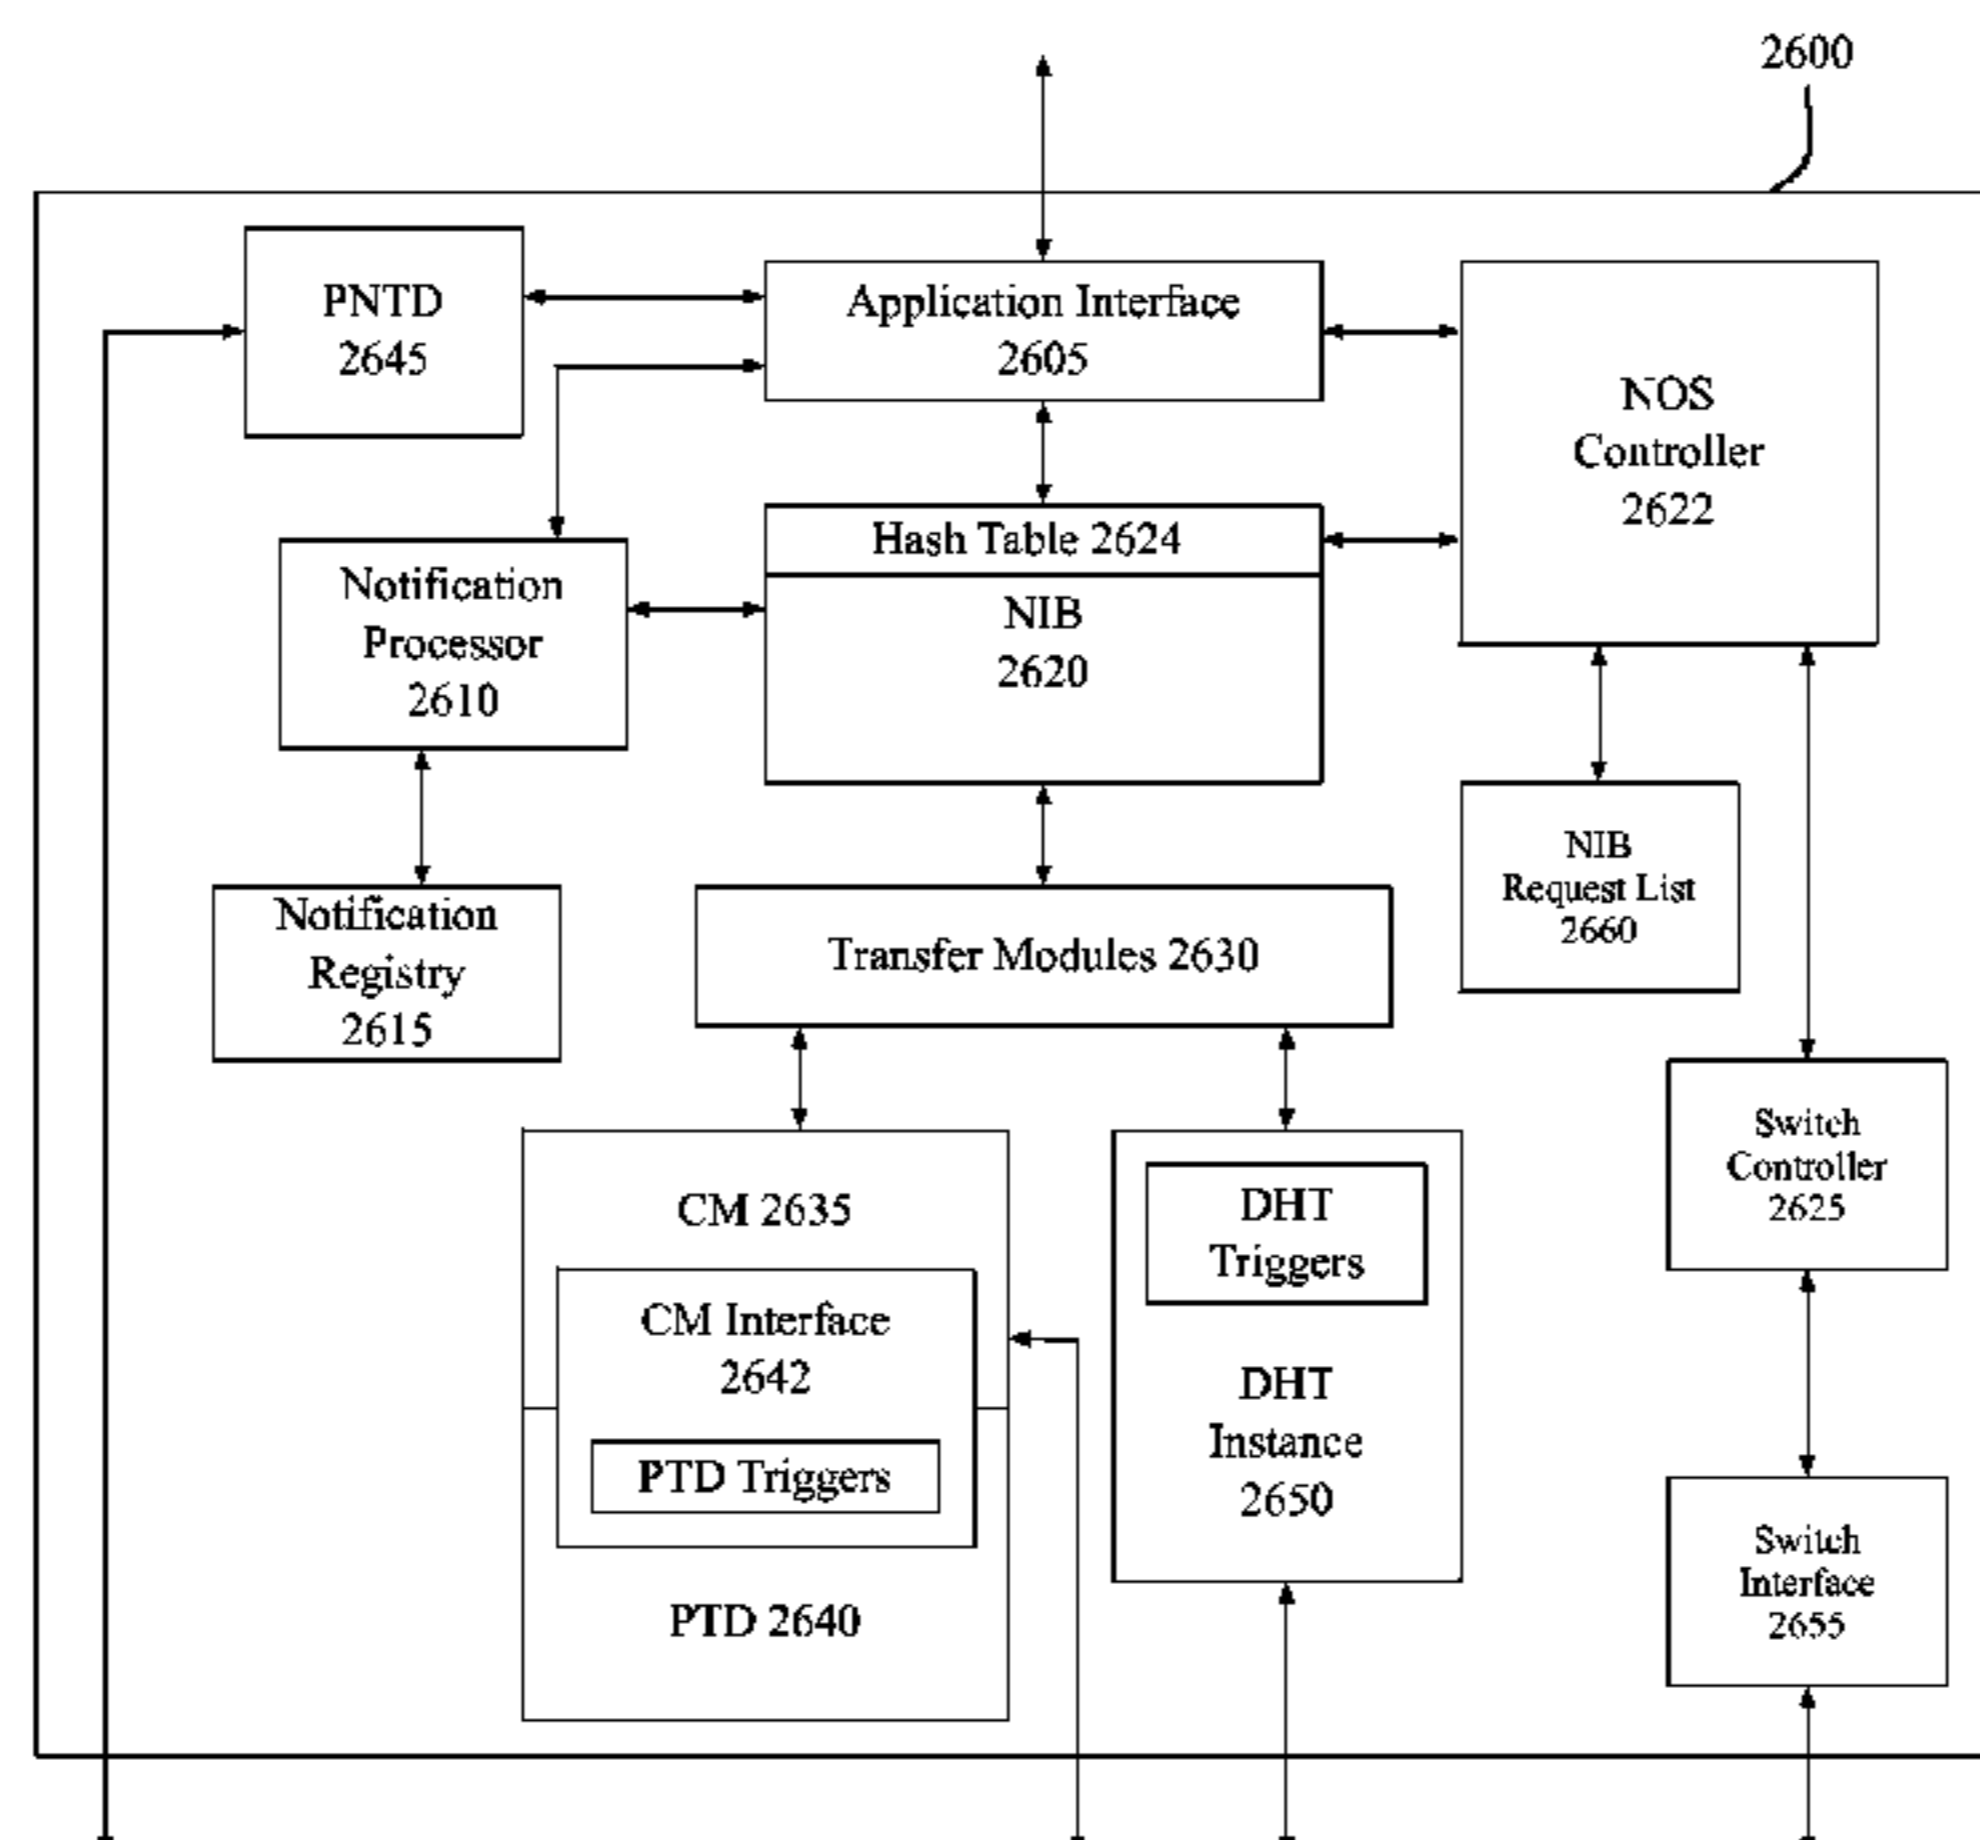 2600
PNTD
2645
Application Interface
2605
NOS
Controller
2622
Hash Table 2624
NIB
2620
Notification
Processor
2610
Notification
Registry
2615
Transfer Modules 2630
NIB
Request List
2660
CM 2635
CM Interface
2642
PTD Triggers
PTD 2640
DHT
Triggers
DHT
Instance
2650
Switch
Controller
2625
Switch
Interface
2655